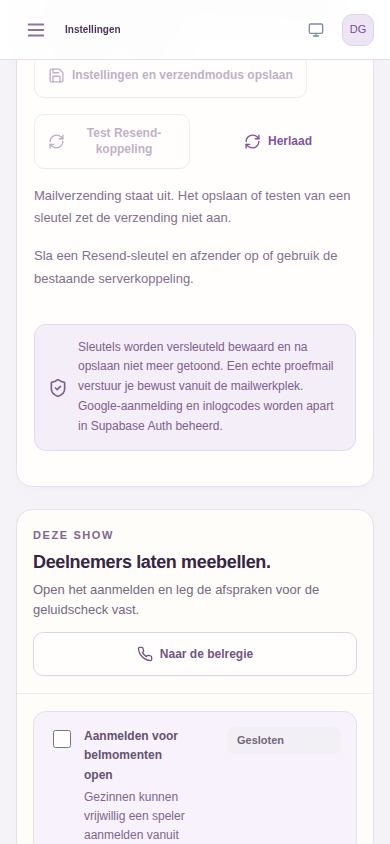 Instellingen
DG
Instellingen en verzendmodus opslaan
Test Resend-
koppeling
Herlaad
Mailverzending staat uit. Het opslaan of testen van een
sleutel zet de verzending niet aan.
Sla een Resend-sleutel en afzender op of gebruik de
bestaande serverkoppeling.
Sleutels worden versleuteld bewaard en na
opslaan niet meer getoond. Een echte proefmail
verstuur je bewust vanuit de mailwerkplek.
Google-aanmelding en inlogcodes worden apart
in Supabase Auth beheerd.
DEZE SHOW
Deelnemers laten meebellen.
Open het aanmelden en leg de afspraken voor de
geluidscheck vast.
Naar de belregie
Aanmelden voor
belmomenten
open
Gesloten
Gezinnen kunnen
vrijwillig een speler
aanmelden vanuit